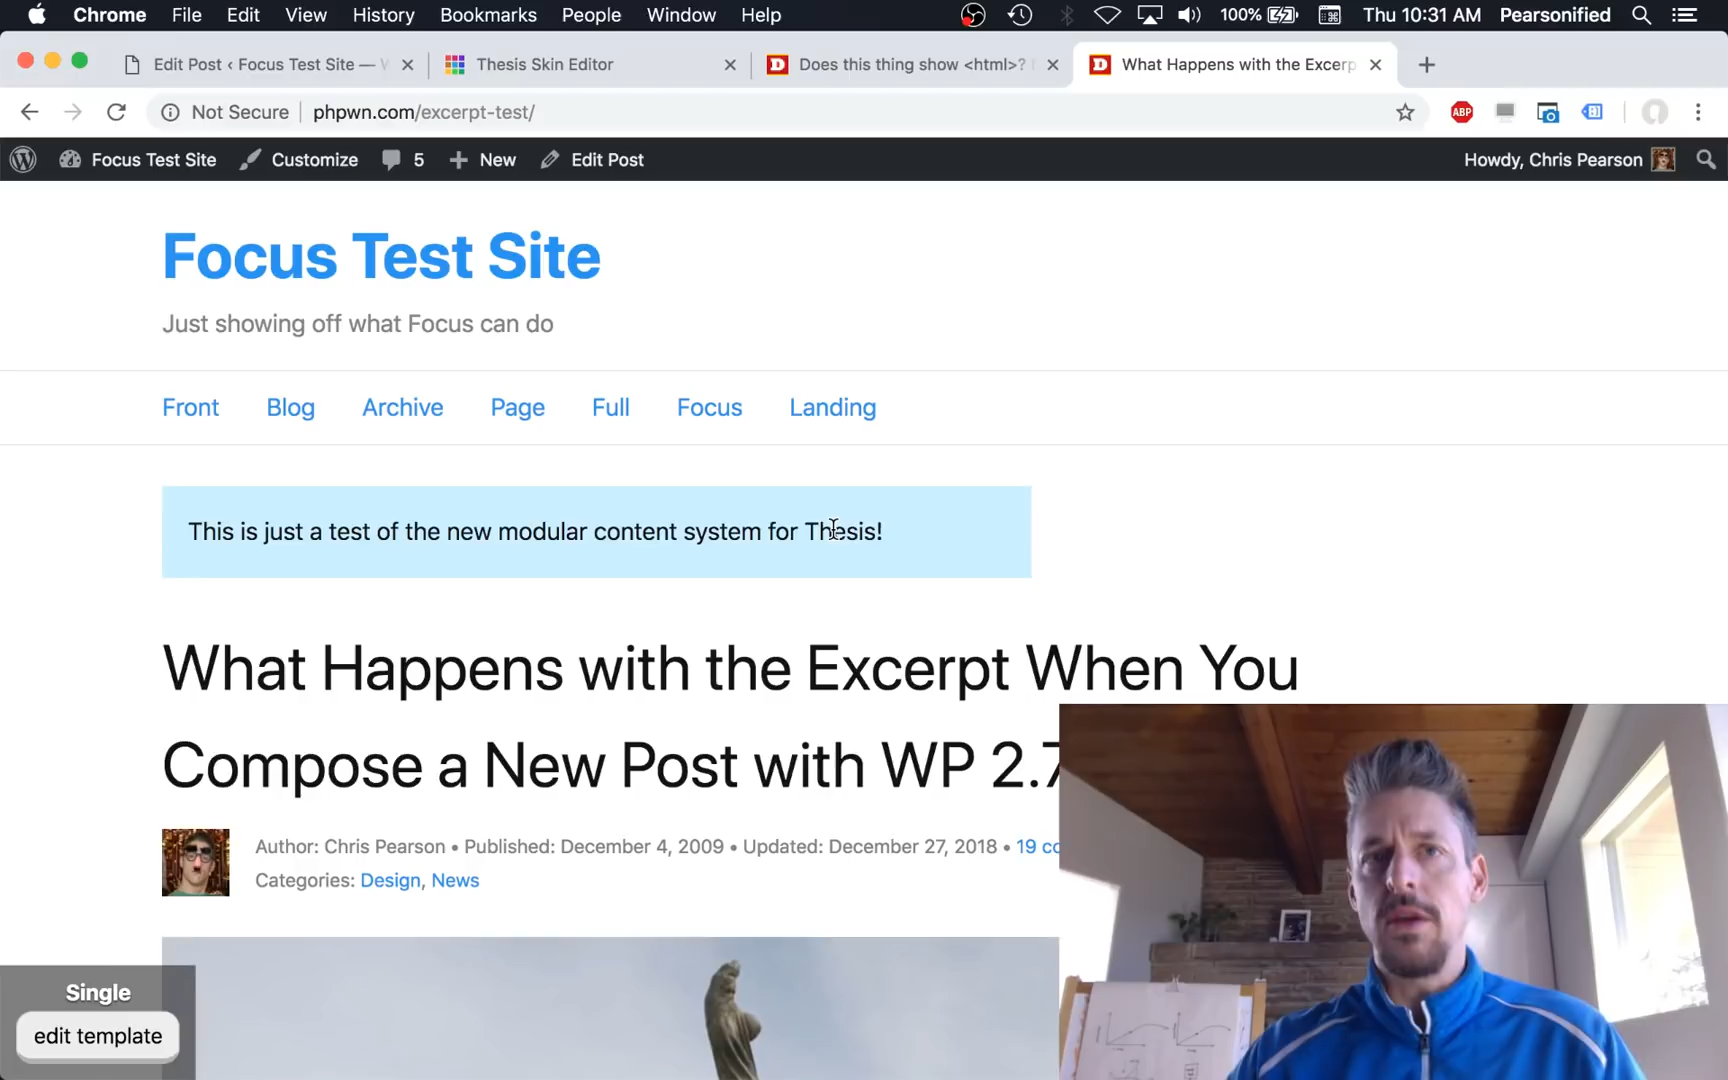 Chrome File Edit View History Bookmarks People Window Help 100% Thu 10:31 AM Pearsonified
Edit Post ‹ Focus Test Site — Thesis Skin Editor Does this thing show <html>? What Happens with the Excerp
Not Secure phpwn.com/excerpt-test/ ABP
Focus Test Site Customize 5 New Edit Post Howdy, Chris Pearson
Focus Test Site
Just showing off what Focus can do
Front Blog Archive Page Full Focus Landing
This is just a test of the new modular content system for Thesis!
What Happens with the Excerpt When You
Compose a New Post with WP 2.7
Author: Chris Pearson • Published: December 4, 2009 • Updated: December 27, 2018 • 19 co
Categories: Design, News
Single
edit template